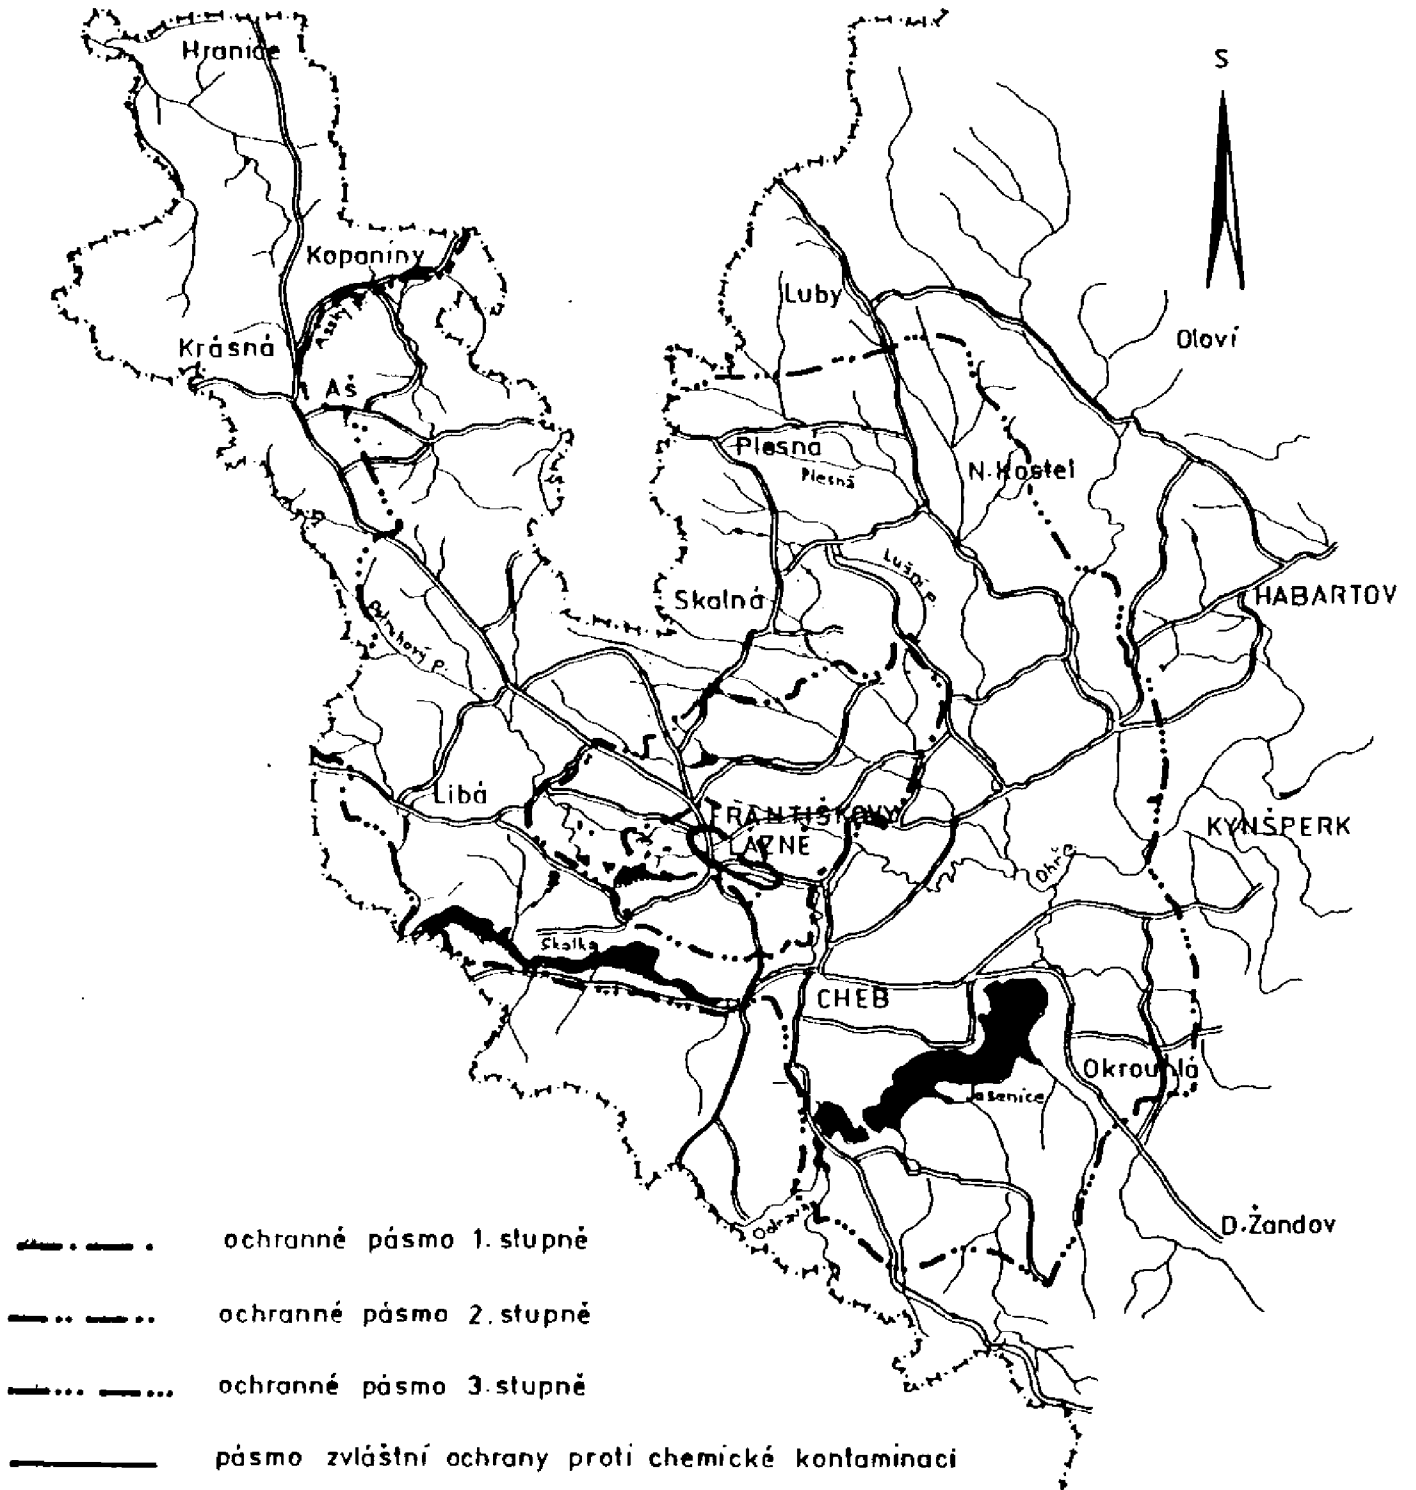 Hranice
S
Kopaniny
Luby
Oloví
Krásná
Ašský
Aš
Plesná
Plesná
N. Kostel
Lužní p.
Skalná
HABARTOV
Libá
FRANTIŠKOVY
LÁZNĚ
KYNŠPERK
Ohře
Skalka
CHEB
Okrouhlá
Jesenice
Odrava
D. Žandov
ochranné pásmo 1. stupně
ochranné pásmo 2. stupně
ochranné pásmo 3. stupně
pásmo zvláštní ochrany proti chemické kontaminaci